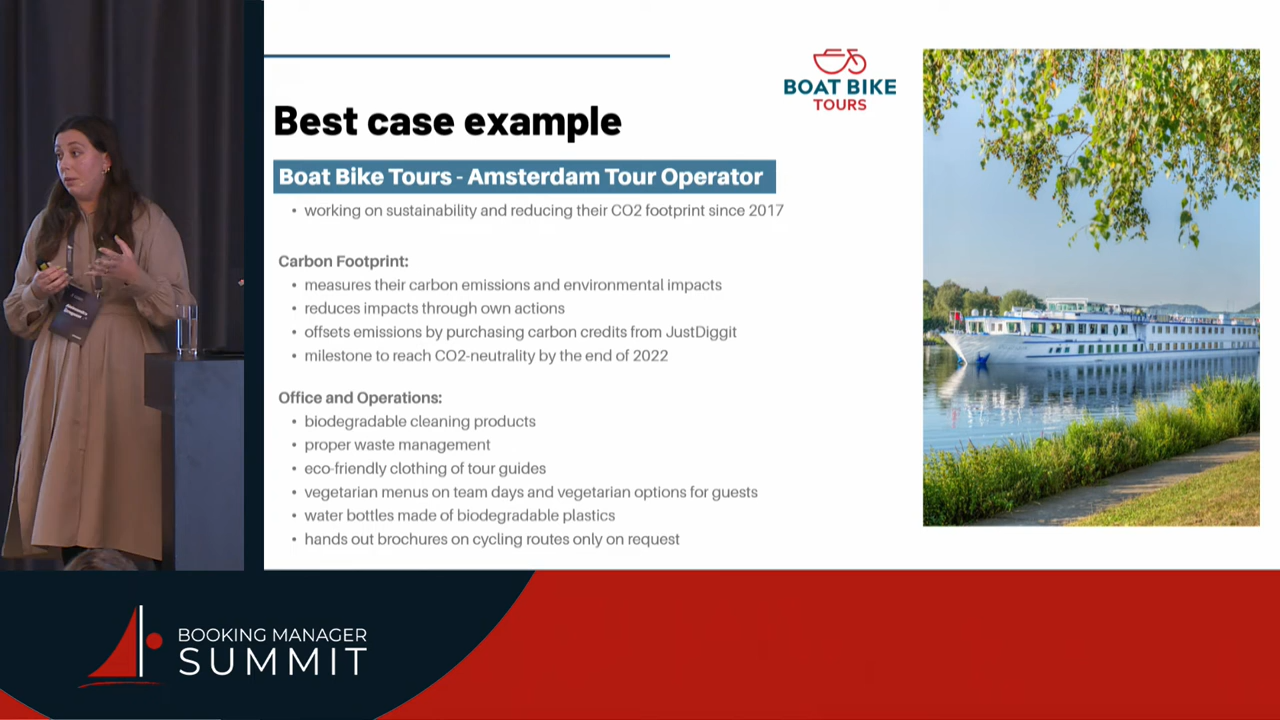 BOAT BIKE
TOURS
Best case example
Boat Bike Tours - Amsterdam Tour Operator
• working on sustainability and reducing their CO2 footprint since 2017
Carbon Footprint:
• measures their carbon emissions and environmental impacts
• reduces impacts through own actions
• offsets emissions by purchasing carbon credits from JustDiggit
• milestone to reach CO2-neutrality by the end of 2022
Office and Operations:
• biodegradable cleaning products
• proper waste management
• eco-friendly clothing of tour guides
• vegetarian menus on team days and vegetarian options for guests
• water bottles made of biodegradable plastics
• hands out brochures on cycling routes only on request
BOOKING MANAGER
SUMMIT